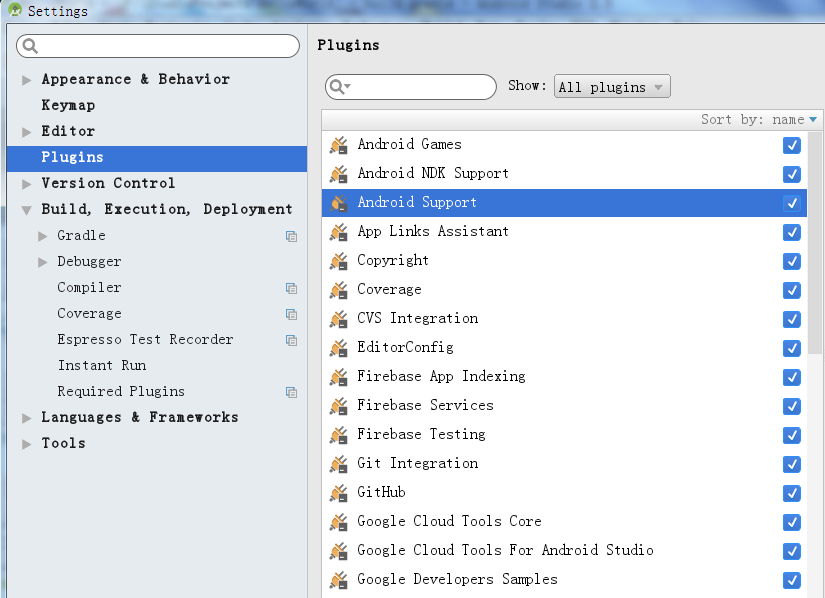 Settings
Appearance & Behavior
Keymap
Editor
Plugins
Version Control
Build, Execution, Deployment
Gradle
Debugger
Compiler
Coverage
Espresso Test Recorder
Instant Run
Required Plugins
Languages & Frameworks
Tools
Plugins
Show: All plugins
Sort by: name
Android Games
Android NDK Support
Android Support
App Links Assistant
Copyright
Coverage
CVS Integration
EditorConfig
Firebase App Indexing
Firebase Services
Firebase Testing
Git Integration
GitHub
Google Cloud Tools Core
Google Cloud Tools For Android Studio
Google Developers Samples